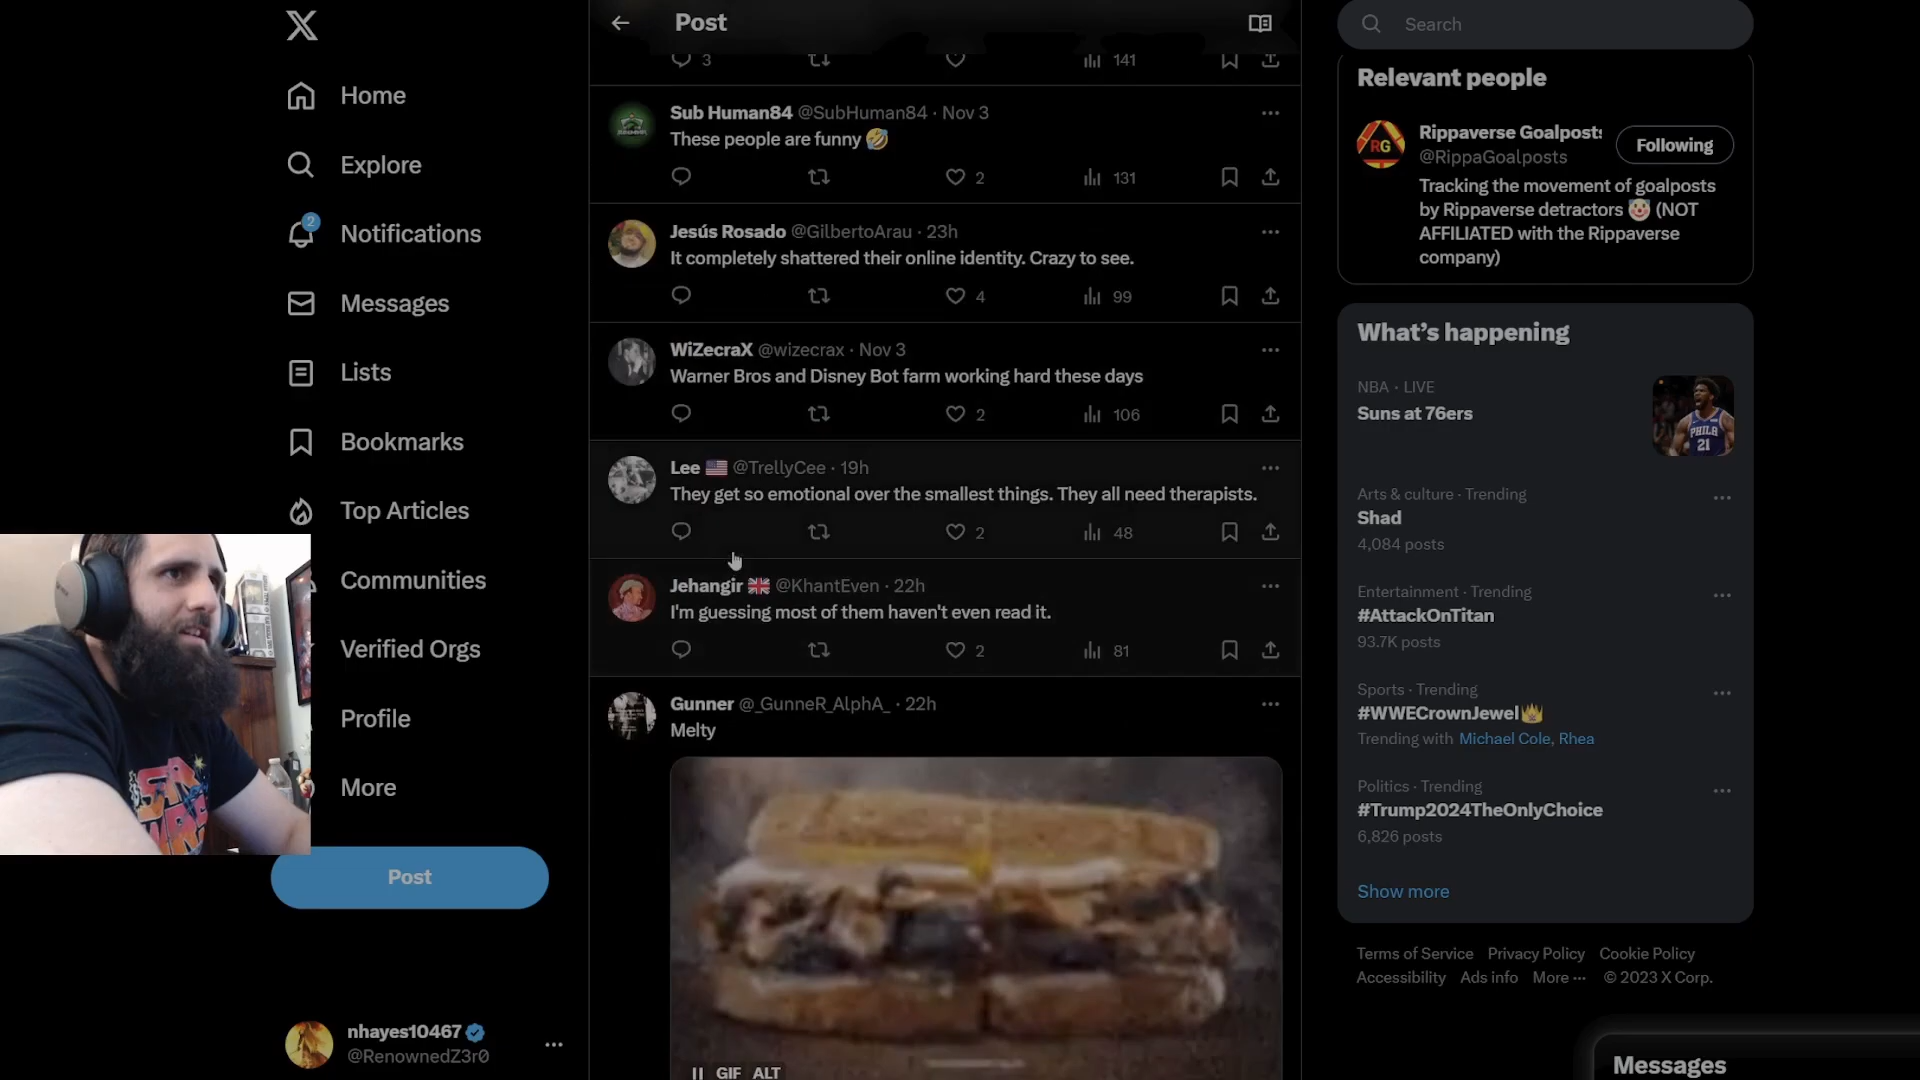 Home
Explore
2
Notifications
Messages
Lists
Bookmarks
Top Articles
Communities
Verified Orgs
Profile
More
Post
nhayes10467
@RenownedZ3r0
Post
3
141
Sub Human84 @SubHuman84 · Nov 3
These people are funny 🤣
2
131
Jesús Rosado @GilbertoArau · 23h
It completely shattered their online identity. Crazy to see.
4
99
WiZecraX @wizecrax · Nov 3
Warner Bros and Disney Bot farm working hard these days
2
106
Lee 🇺🇸 @TrellyCee · 19h
They get so emotional over the smallest things. They all need therapists.
2
48
Jehangir 🇬🇧 @KhantEven · 22h
I'm guessing most of them haven't even read it.
2
81
Gunner @_GunneR_AlphA_ · 22h
Melty
GIF ALT
Search
Relevant people
RG
Rippaverse Goalposts
@RippaGoalposts
Following
Tracking the movement of goalposts
by Rippaverse detractors 🤡 (NOT
AFFILIATED with the Rippaverse
company)
What's happening
NBA · LIVE
Suns at 76ers
PHILA
21
Arts & culture · Trending
Shad
4,084 posts
Entertainment · Trending
#AttackOnTitan
93.7K posts
Sports · Trending
#WWECrownJewel👑
Trending with Michael Cole, Rhea
Politics · Trending
#Trump2024TheOnlyChoice
6,826 posts
Show more
Terms of Service Privacy Policy Cookie Policy
Accessibility Ads info More ··· © 2023 X Corp.
Messages